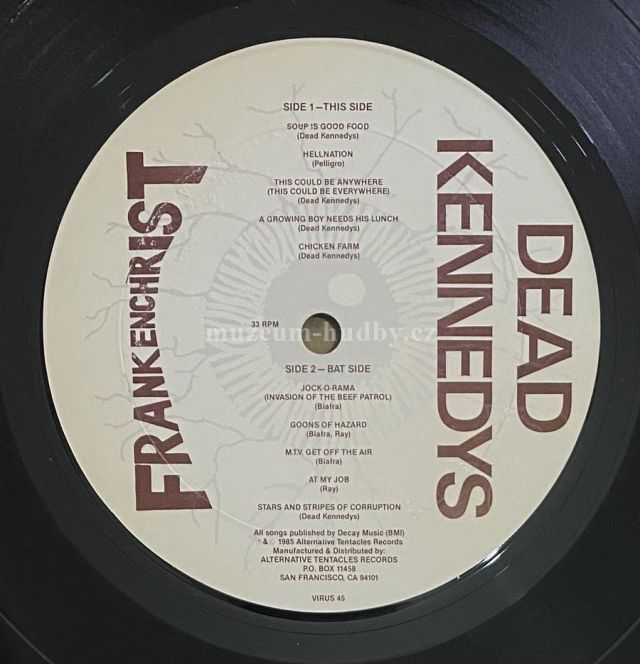 FRANKENCHRIST
DEAD
KENNEDYS
SIDE 1—THIS SIDE
SOUP IS GOOD FOOD
(Dead Kennedys)
HELLNATION
(Pelligro)
THIS COULD BE ANYWHERE
(THIS COULD BE EVERYWHERE)
(Dead Kennedys)
A GROWING BOY NEEDS HIS LUNCH
(Dead Kennedys)
CHICKEN FARM
(Dead Kennedys)
33 RPM
muzeum-hudby.cz
SIDE 2—BAT SIDE
JOCK-O-RAMA
(INVASION OF THE BEEF PATROL)
(Biafra)
GOONS OF HAZARD
(Biafra, Ray)
M.T.V. GET OFF THE AIR
(Biafra)
AT MY JOB
(Ray)
STARS AND STRIPES OF CORRUPTION
(Dead Kennedys)
All songs published by Decay Music (BMI)
℗ & © 1985 Alternative Tentacles Records
Manufactured & Distributed by:
ALTERNATIVE TENTACLES RECORDS
P.O. BOX 11458
SAN FRANCISCO, CA 94101
VIRUS 45